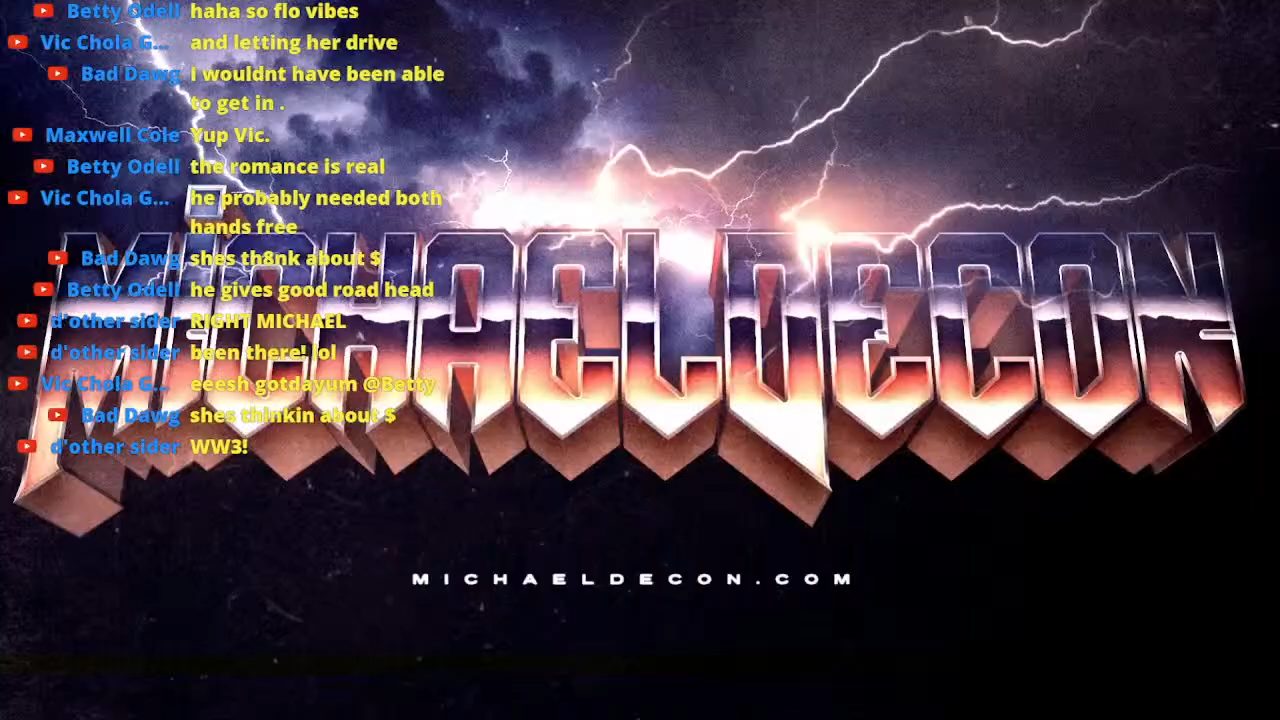 Betty Odell haha so flo vibes
Vic Chola G... and letting her drive
Bad Dawg I wouldnt have been able
to get in .
Maxwell Cole Yup Vic.
Betty Odell the romance is real
Vic Chola G... he probably needed both
hands free
Bad Dawg shes th8nk about $
Betty Odell he gives good road head
d'other sider RIGHT MICHAEL
d'other sider been there! lol
Vic Chola G... eeesh gotdayum @Betty
Bad Dawg shes thinkin about $
d'other sider WW3!
MiCHAELDECON
MICHAELDECON.COM